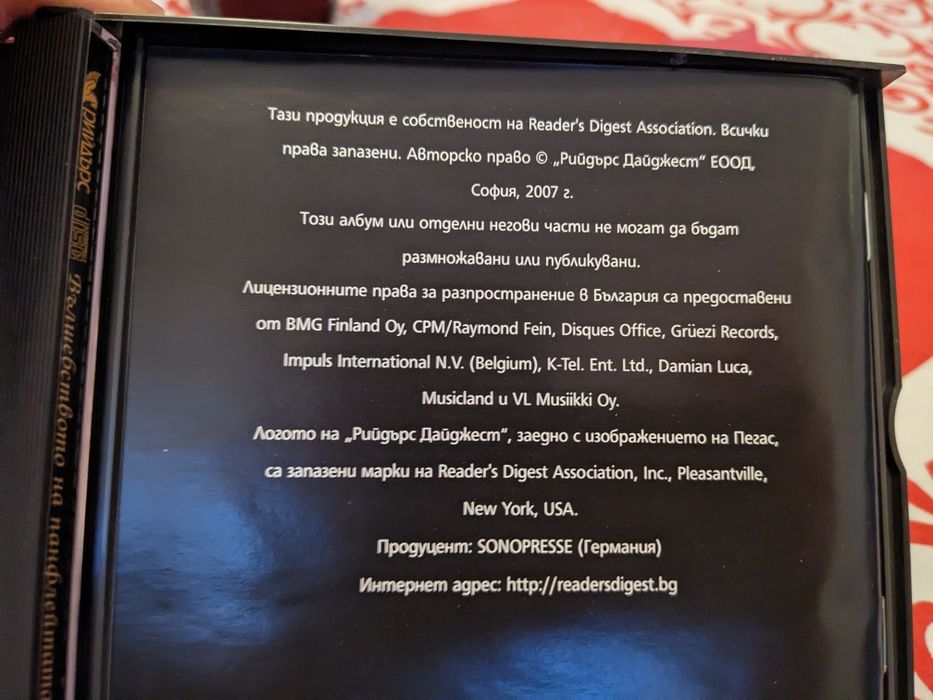 Тази продукция е собственост на Reader's Digest Association. Всички
права запазени. Авторско право © „Рийдърс Дайджест“ ЕООД,
София, 2007 г.
Този албум или отделни негови части не могат да бъдат
размножавани или публикувани.
Лицензионните права за разпространение в България са предоставени
от BMG Finland Oy, CPM/Raymond Fein, Disques Office, Grüezi Records,
Impuls International N.V. (Belgium), K-Tel. Ent. Ltd., Damian Luca,
Musicland и VL Musiikki Oy.
Логото на „Рийдърс Дайджест“, заедно с изображението на Пегас,
са запазени марки на Reader's Digest Association, Inc., Pleasantville,
New York, USA.
Продуцент: SONOPRESSE (Германия)
Интернет адрес: http://readersdigest.bg
disc
Вълшебството на панфлейтата